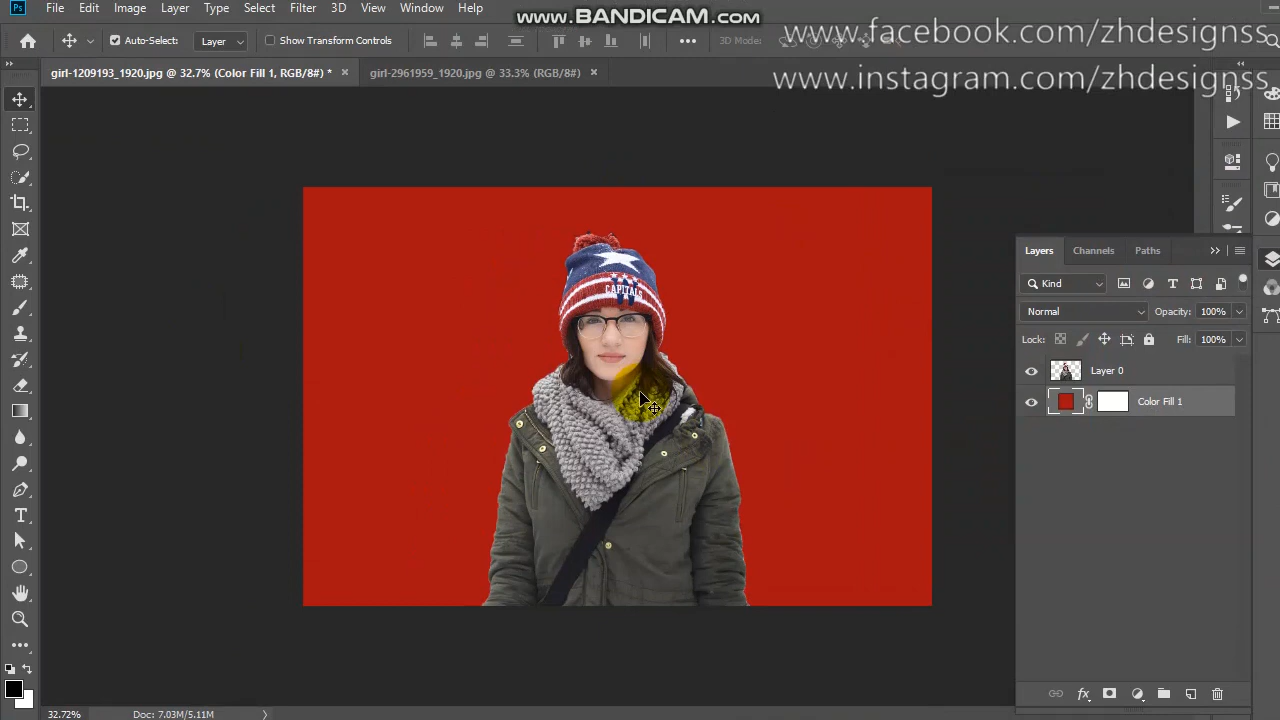 www.BANDICAM.com
Ps File Edit Image Layer Type Select Filter 3D View Window Help
www.facebook.com/zhdesignss
Auto-Select: Layer Show Transform Controls ••• 3D Mode:
girl-1209193_1920.jpg @ 32.7% (Color Fill 1, RGB/8#) * × girl-2961959_1920.jpg @ 33.3% (RGB/8#) ×
www.instagram.com/zhdesignss
Layers Channels Paths
Kind
Normal Opacity: 100%
Lock: Fill: 100%
Layer 0
Color Fill 1
CAPITALS
32.72% Doc: 7.03M/5.11M